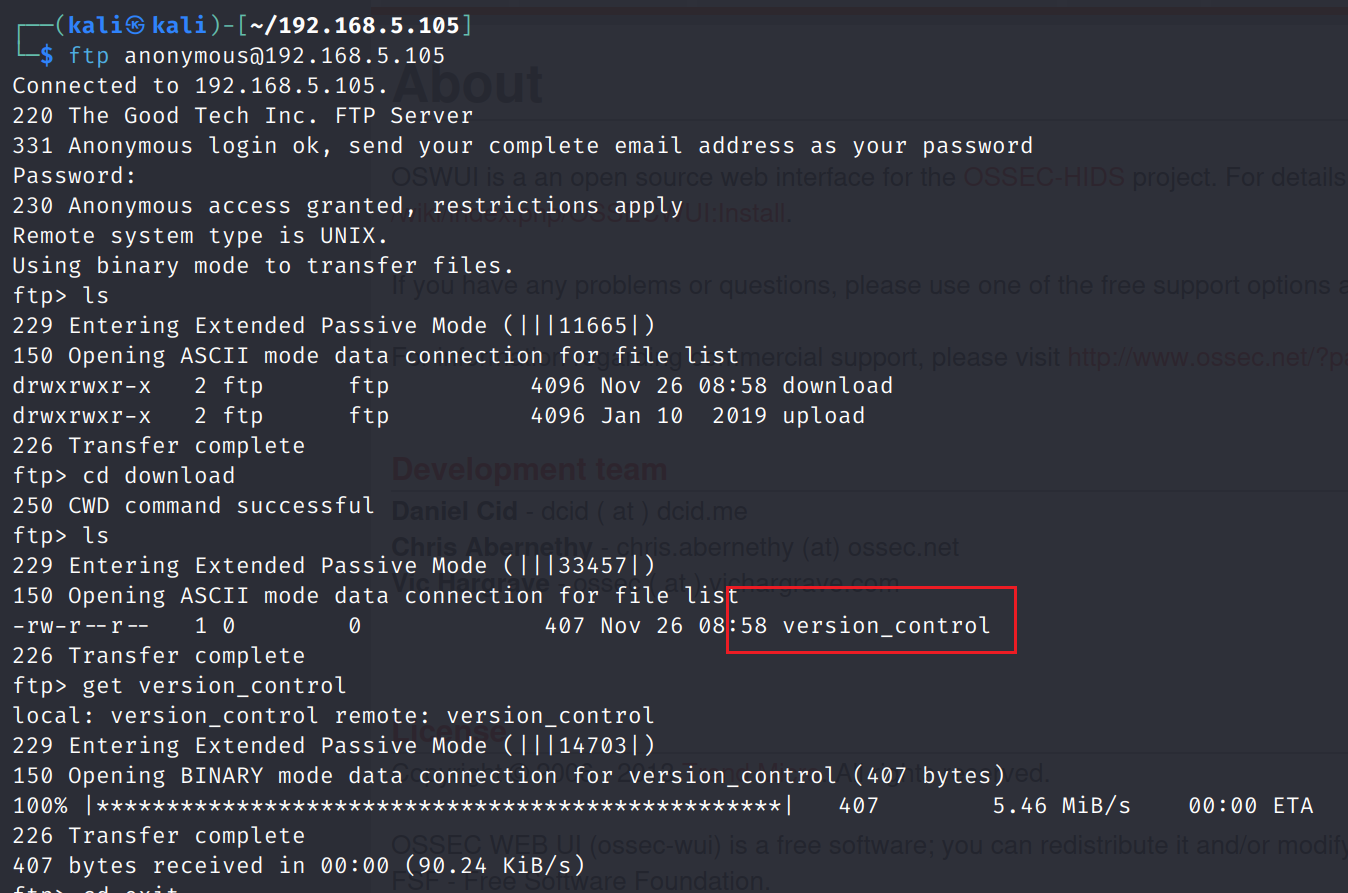 ┌──(kali㉿kali)-[~/192.168.5.105]
└─$ ftp anonymous@192.168.5.105
Connected to 192.168.5.105.
220 The Good Tech Inc. FTP Server
331 Anonymous login ok, send your complete email address as your password
Password:
230 Anonymous access granted, restrictions apply
Remote system type is UNIX.
Using binary mode to transfer files.
ftp> ls
229 Entering Extended Passive Mode (|||11665|)
150 Opening ASCII mode data connection for file list
drwxrwxr-x   2 ftp      ftp          4096 Nov 26 08:58 download
drwxrwxr-x   2 ftp      ftp          4096 Jan 10  2019 upload
226 Transfer complete
ftp> cd download
250 CWD command successful
ftp> ls
229 Entering Extended Passive Mode (|||33457|)
150 Opening ASCII mode data connection for file list
-rw-r--r--   1 0        0             407 Nov 26 08:58 version_control
226 Transfer complete
ftp> get version_control
local: version_control remote: version_control
229 Entering Extended Passive Mode (|||14703|)
150 Opening BINARY mode data connection for version_control (407 bytes)
100% |*************************************************|   407        5.46 MiB/s    00:00 ETA
226 Transfer complete
407 bytes received in 00:00 (90.24 KiB/s)
ftp> cd exit
About
OSWUI is a an open source web interface for the OSSEC-HIDS project. For details
If you have any problems or questions, please use one of the free support options
commercial support, please visit http://www.ossec.net/?p
Development team
Daniel Cid - dcid ( at ) dcid.me
Chris Abernethy - chris.abernethy (at) ossec.net
Vic Hargrave - ossec ( at ) vichargrave.com
License
OSSEC WEB UI (ossec-wui) is a free software; you can redistribute it and/or modify
FSF - Free Software Foundation.